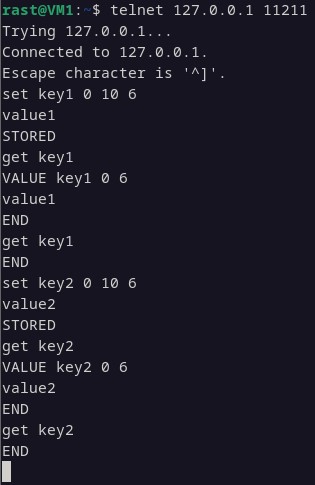 rast@VM1:~$ telnet 127.0.0.1 11211
Trying 127.0.0.1...
Connected to 127.0.0.1.
Escape character is '^]'.
set key1 0 10 6
value1
STORED
get key1
VALUE key1 0 6
value1
END
get key1
END
set key2 0 10 6
value2
STORED
get key2
VALUE key2 0 6
value2
END
get key2
END